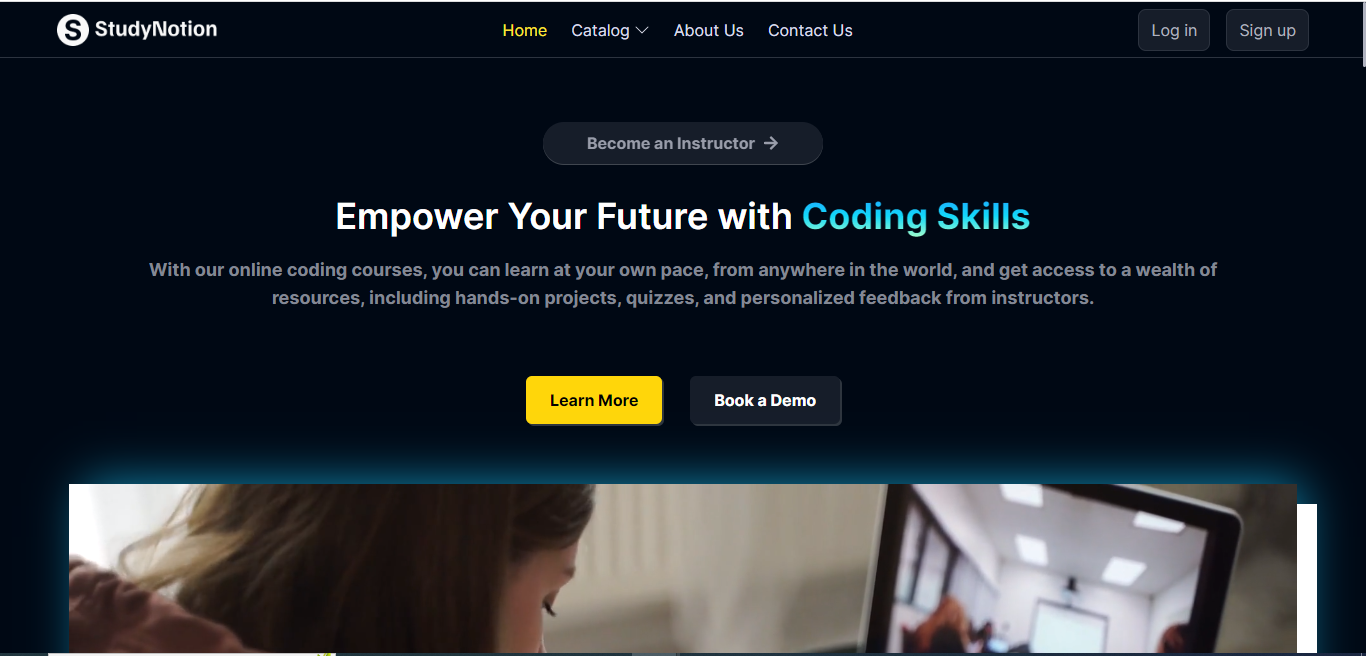 S StudyNotion
Home Catalog About Us Contact Us
Log in Sign up
Become an Instructor →
Empower Your Future with Coding Skills
With our online coding courses, you can learn at your own pace, from anywhere in the world, and get access to a wealth of
resources, including hands-on projects, quizzes, and personalized feedback from instructors.
Learn More Book a Demo